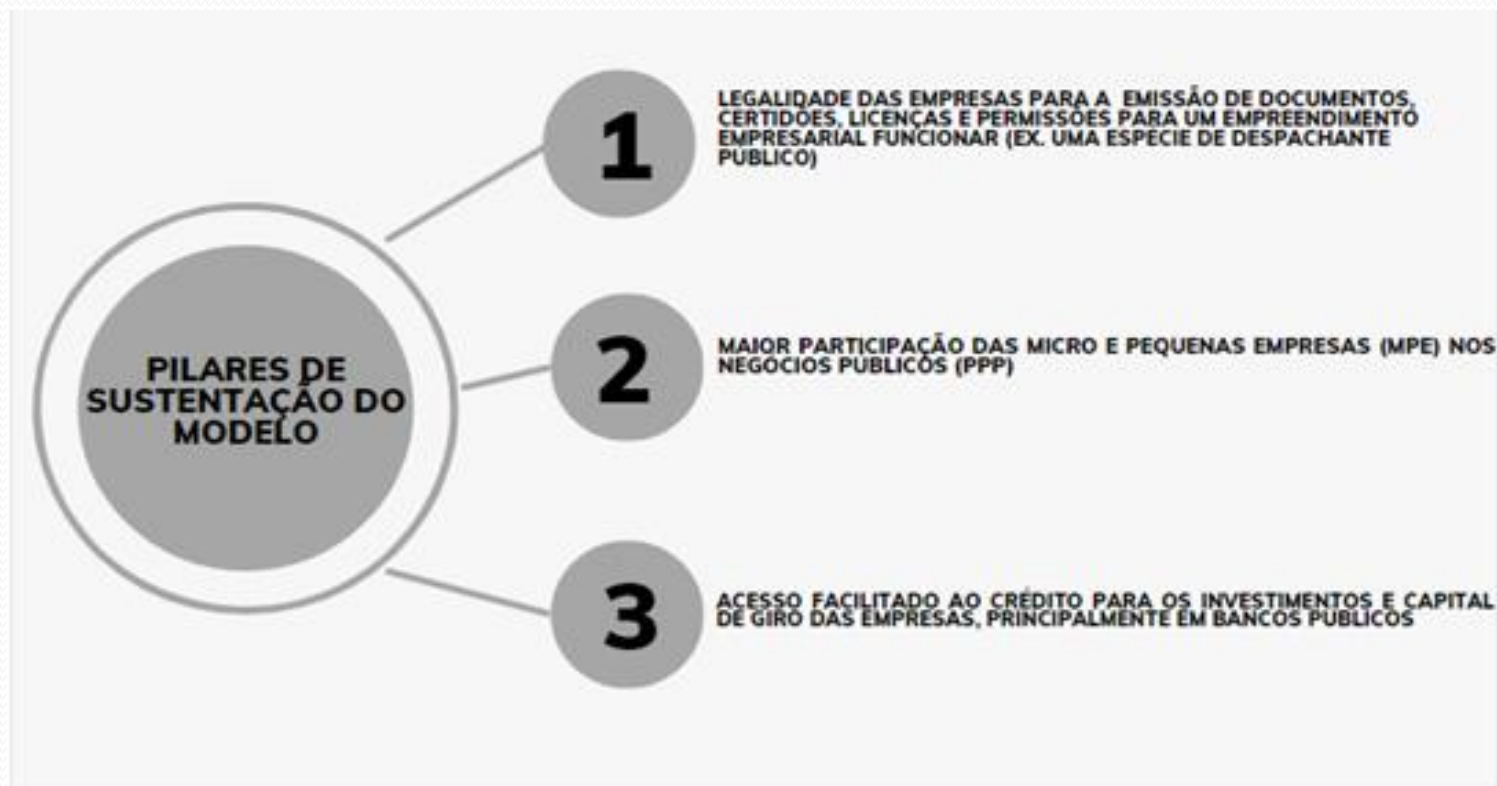 PILARES DE
SUSTENTAÇÃO DO
MODELO
1
LEGALIDADE DAS EMPRESAS PARA A EMISSÃO DE DOCUMENTOS,
CERTIDÕES, LICENÇAS E PERMISSÕES PARA UM EMPREENDIMENTO
EMPRESARIAL FUNCIONAR (EX. UMA ESPÉCIE DE DESPACHANTE
PÚBLICO)
2
MAIOR PARTICIPAÇÃO DAS MICRO E PEQUENAS EMPRESAS (MPE) NOS
NEGÓCIOS PÚBLICOS (PPP)
3
ACESSO FACILITADO AO CRÉDITO PARA OS INVESTIMENTOS E CAPITAL
DE GIRO DAS EMPRESAS, PRINCIPALMENTE EM BANCOS PÚBLICOS